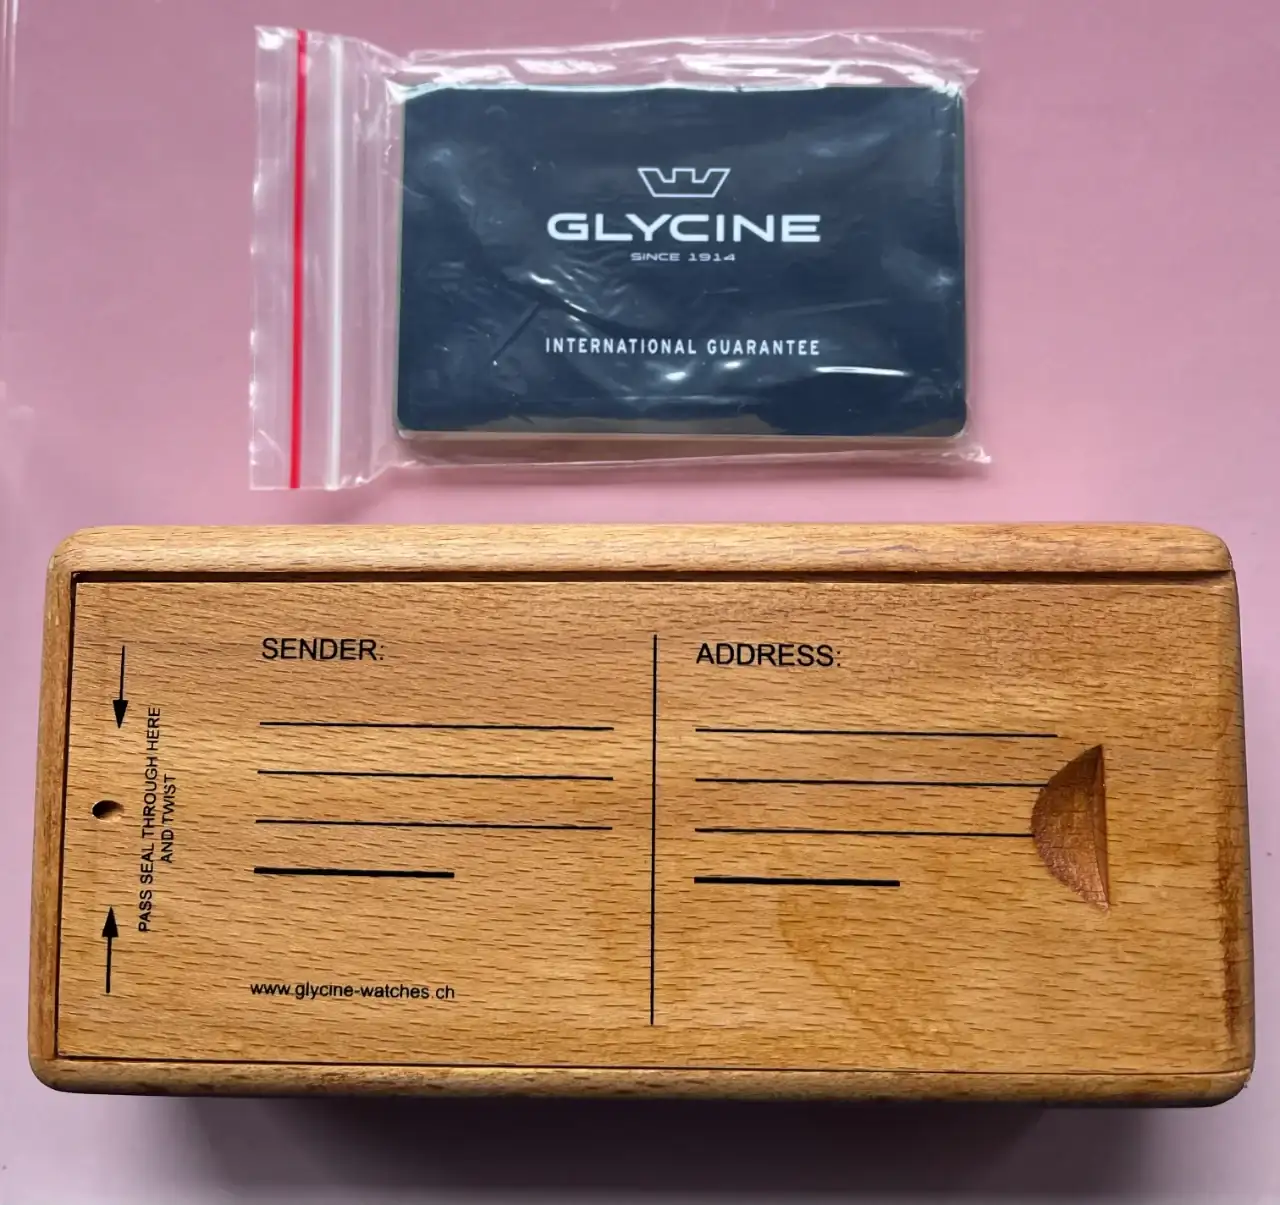 GLYCINE
SINCE 1914
INTERNATIONAL GUARANTEE
SENDER:
ADDRESS:
PASS SEAL THROUGH HERE
AND TWIST
www.glycine-watches.ch